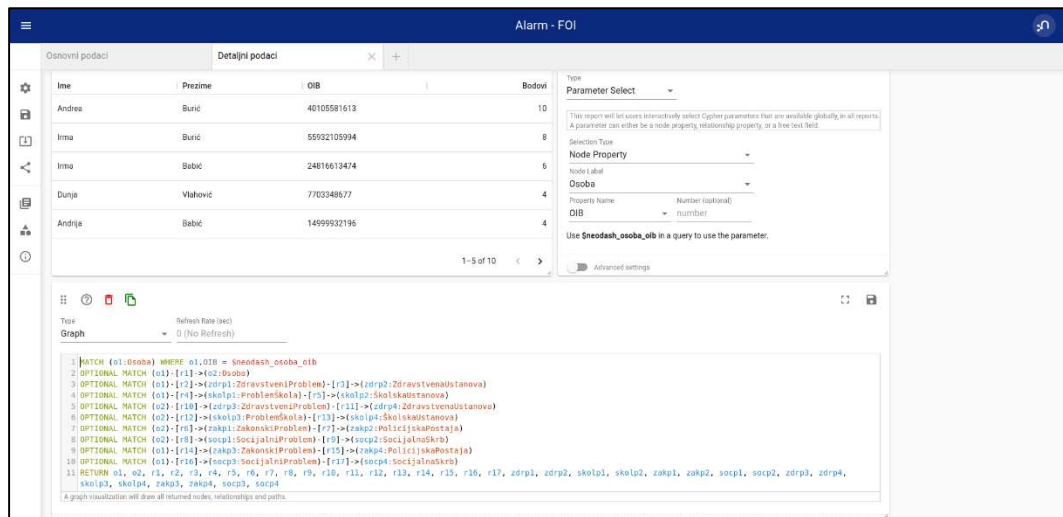 Alarm - FOI
Osnovni podaci
Detaljni podaci
Ime Prezime OIB Bodovi
Andrea Burić 40105581613 10
Irma Burić 55932105994 8
Irma Babić 24816613474 6
Dunja Vlahović 7703348677 4
Andrija Babić 14999932196 4
1–5 of 10
Type
Parameter Select
This report will let users interactively select Cypher parameters that are available globally, in all reports.
A parameter can either be a node property, relationship property, or a free text field.
Selection Type
Node Property
Node Label
Osoba
Property Name Number (optional)
OIB number
Use $neodash_osoba_oib in a query to use the parameter.
Advanced settings
Type Refresh Rate (sec)
Graph 0 (No Refresh)
1 MATCH (o1:Osoba) WHERE o1.OIB = $neodash_osoba_oib
2 OPTIONAL MATCH (o1)-[r1]->(o2:Osoba)
3 OPTIONAL MATCH (o1)-[r2]->(zdrp1:ZdravstveniProblem)-[r3]->(zdrp2:ZdravstvenaUstanova)
4 OPTIONAL MATCH (o1)-[r4]->(skolp1:ProblemŠkola)-[r5]->(skolp2:ŠkolskaUstanova)
5 OPTIONAL MATCH (o2)-[r10]->(zdrp3:ZdravstveniProblem)-[r11]->(zdrp4:ZdravstvenaUstanova)
6 OPTIONAL MATCH (o2)-[r12]->(skolp3:ProblemŠkola)-[r13]->(skolp4:ŠkolskaUstanova)
7 OPTIONAL MATCH (o2)-[r6]->(zakp1:ZakonskiProblem)-[r7]->(zakp2:PolicijskaPostaja)
8 OPTIONAL MATCH (o2)-[r8]->(socp1:SocijalniProblem)-[r9]->(socp2:SocijalnaSkrb)
9 OPTIONAL MATCH (o1)-[r14]->(zakp3:ZakonskiProblem)-[r15]->(zakp4:PolicijskaPostaja)
10 OPTIONAL MATCH (o1)-[r16]->(socp3:SocijalniProblem)-[r17]->(socp4:SocijalnaSkrb)
11 RETURN o1, o2, r1, r2, r3, r4, r5, r6, r7, r8, r9, r10, r11, r12, r13, r14, r15, r16, r17, zdrp1, zdrp2, skolp1, skolp2, zakp1, zakp2, socp1, socp2, zdrp3, zdrp4,
skolp3, skolp4, zakp3, zakp4, socp3, socp4
A graph visualization will draw all returned nodes, relationships and paths.